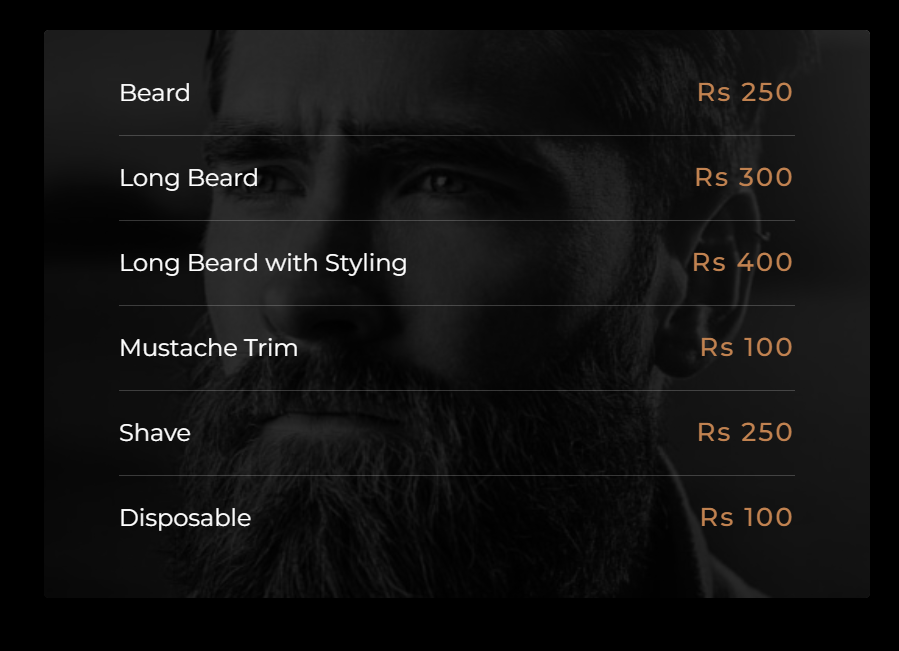 Beard Rs 250
Long Beard Rs 300
Long Beard with Styling Rs 400
Mustache Trim Rs 100
Shave Rs 250
Disposable Rs 100